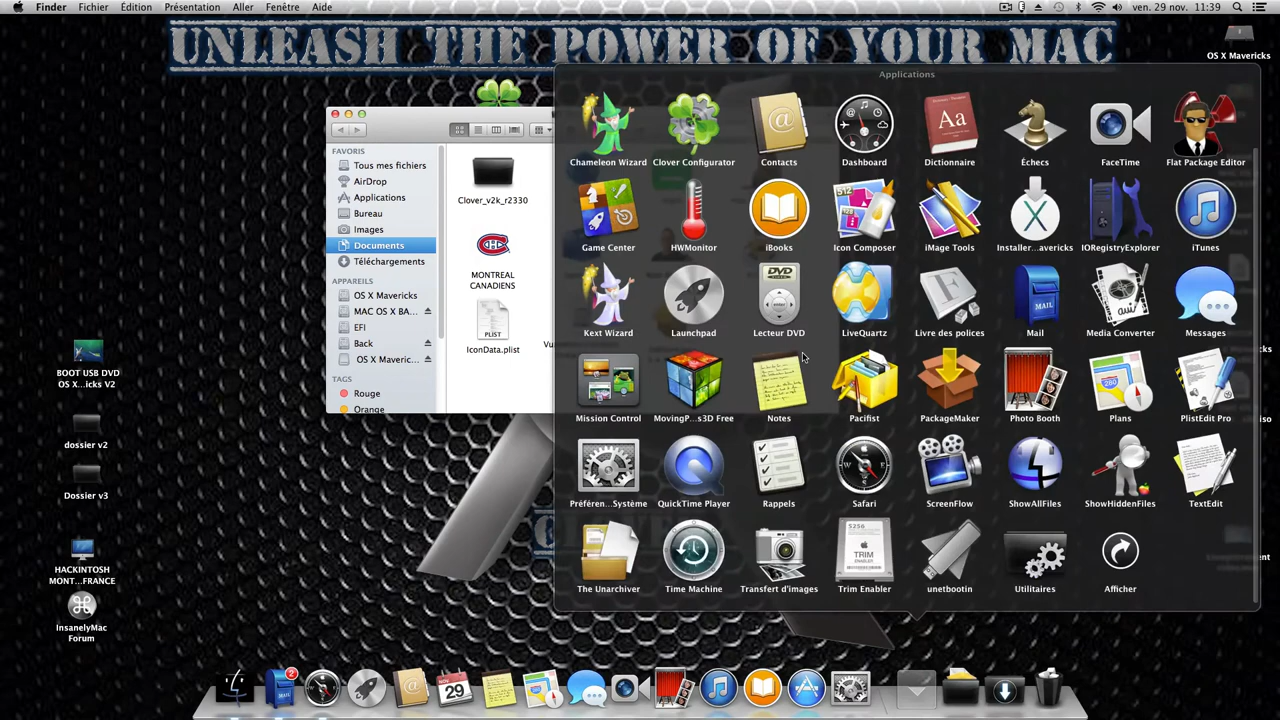 Finder Fichier Édition Présentation Aller Fenêtre Aide
ven. 29 nov. 11:39
UNLEASH THE POWER OF YOUR MAC
OS X Mavericks
Applications
Chameleon Wizard Clover Configurator Contacts Dashboard Dictionnaire Échecs FaceTime Flat Package Editor
Game Center HWMonitor iBooks Icon Composer iMage Tools Installer...avericks IORegistryExplorer iTunes
Kext Wizard Launchpad Lecteur DVD LiveQuartz Livre des polices Mail Media Converter Messages
Mission Control MovingP...s3D Free Notes Pacifist PackageMaker Photo Booth Plans PlistEdit Pro
Préféren...Système QuickTime Player Rappels Safari ScreenFlow ShowAllFiles ShowHiddenFiles TextEdit
The Unarchiver Time Machine Transfert d'images Trim Enabler unetbootin Utilitaires Afficher
FAVORIS
Tous mes fichiers
AirDrop
Applications
Bureau
Images
Documents
Téléchargements
APPAREILS
OS X Mavericks
MAC OS X BA...
EFI
Back
OS X Maveric...
TAGS
Rouge
Orange
Clover_v2k_r2330
MONTREAL
CANADIENS
PLIST
IconData.plist
BOOT USB DVD
OS X...icks V2
dossier v2
Dossier v3
HACKINTOSH
MONT...FRANCE
InsanelyMac
Forum
2
NOV
29